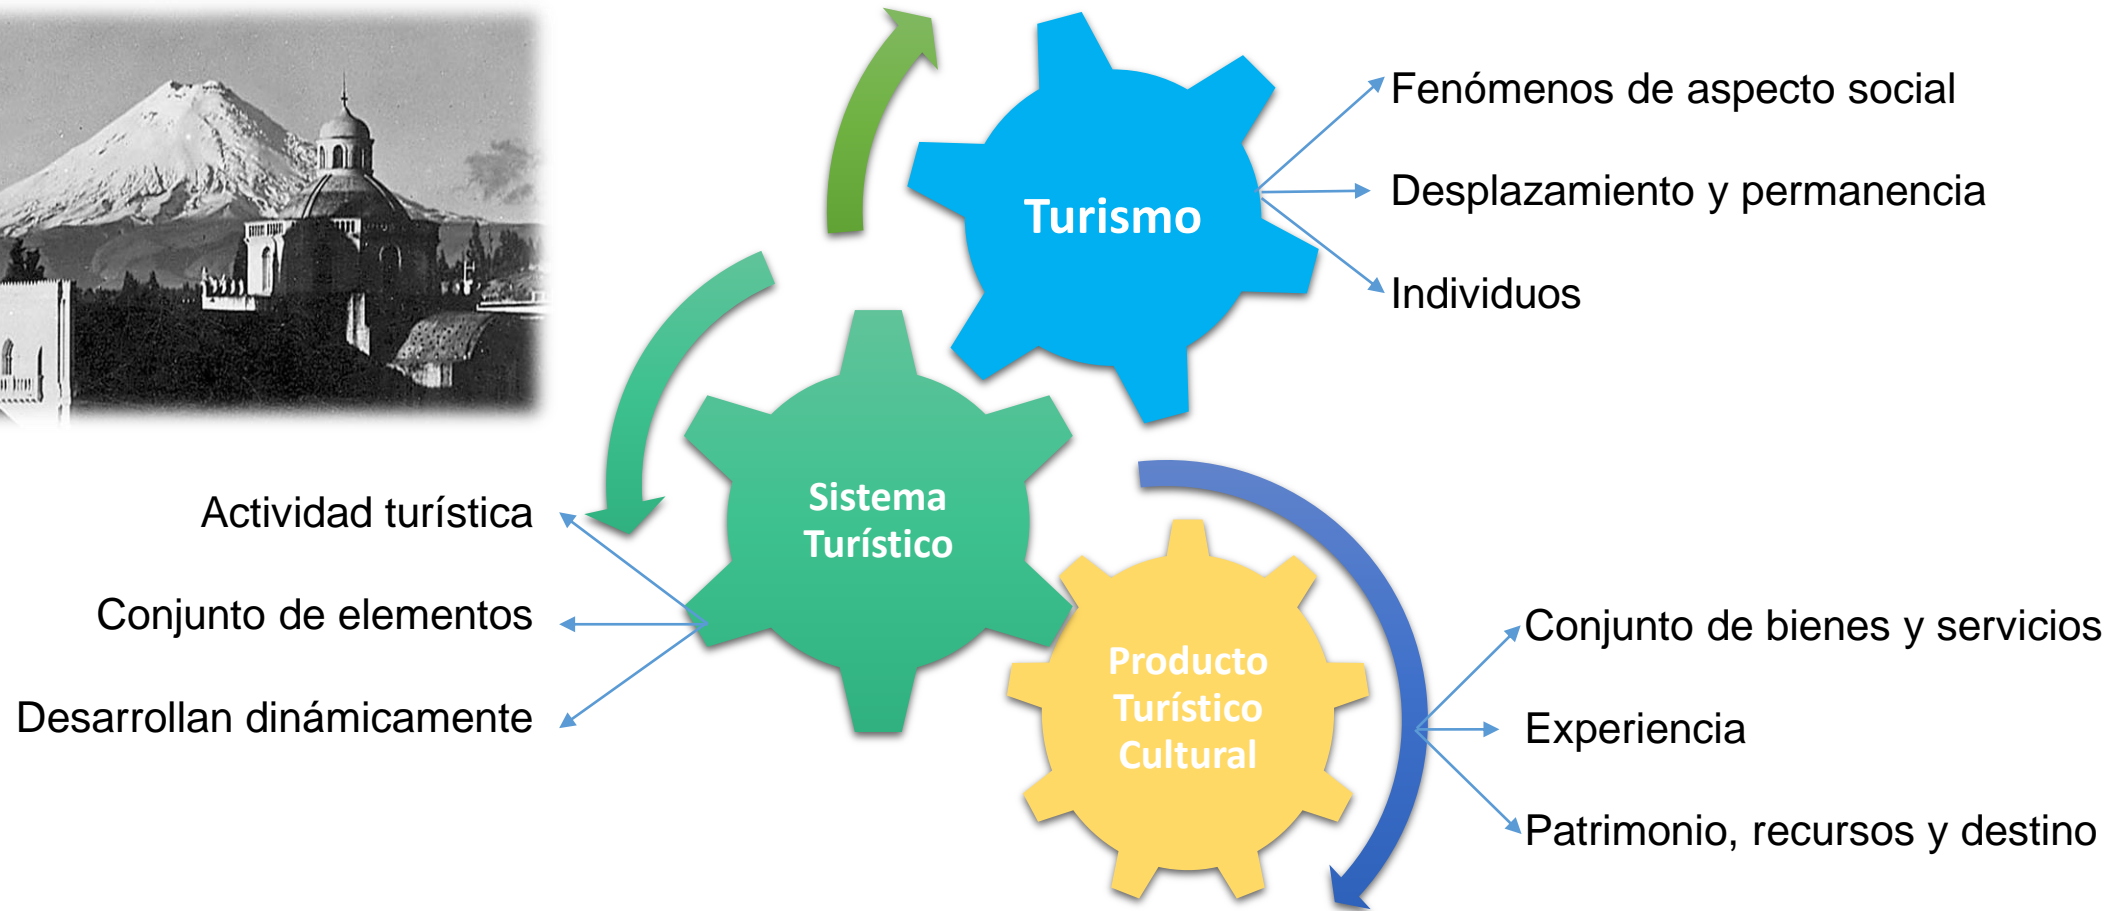 Fenómenos de aspecto social
Desplazamiento y permanencia
Turismo
Individuos
Sistema
Turístico
Actividad turística
Conjunto de elementos
Desarrollan dinámicamente
Producto
Turístico
Cultural
Conjunto de bienes y servicios
Experiencia
Patrimonio, recursos y destino